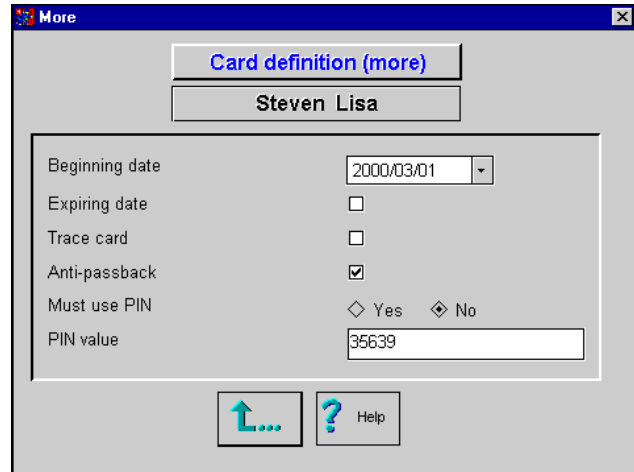 More
Card definition (more)
Steven Lisa
Beginning date 2000/03/01
Expiring date
Trace card
Anti-passback
Must use PIN Yes No
PIN value 35639
... Help